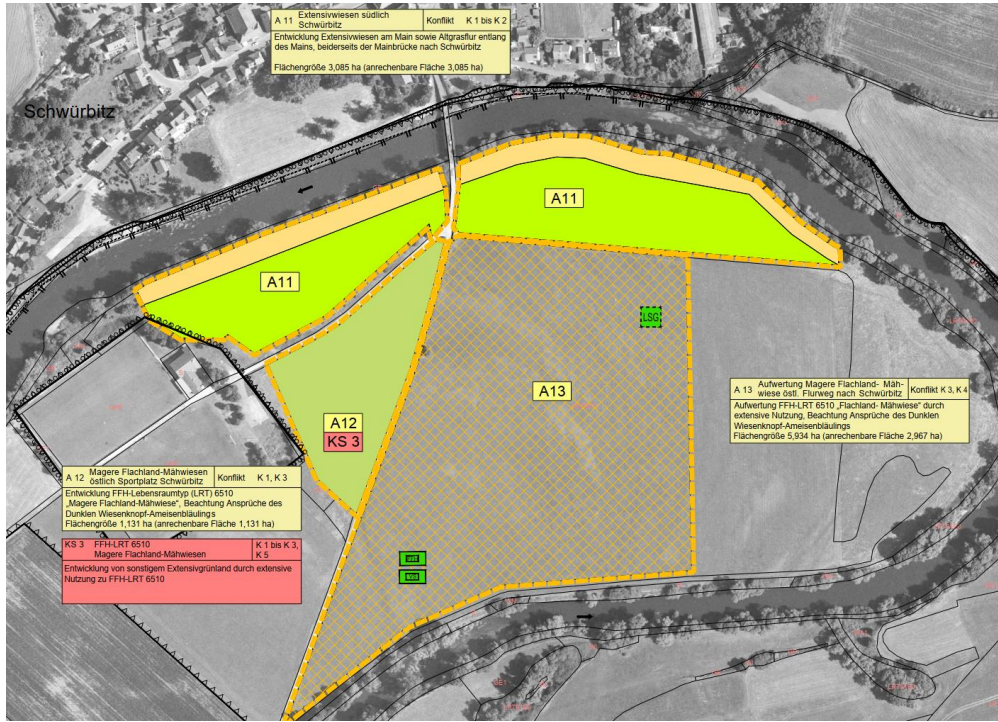 A 11 Extensivwiesen südlich Schwürbitz
Konflikt K 1 bis K 2
Entwicklung Extensivwiesen am Main sowie Altgrasflur entlang
des Mains, beiderseits der Mainbrücke nach Schwürbitz
Flächengröße 3,085 ha (anrechenbare Fläche 3,085 ha)
Schwürbitz
A11
A11
LSG
A13
A12
KS 3
A 13 Aufwertung Magere Flachland- Mäh-
wiese östl. Flurweg nach Schwürbitz
Konflikt K 3, K 4
Aufwertung FFH-LRT 6510 „Flachland- Mähwiese" durch
extensive Nutzung, Beachtung Ansprüche des Dunklen
Wiesenknopf-Ameisenbläulings
Flächengröße 5,934 ha (anrechenbare Fläche 2,967 ha)
A 12 Magere Flachland-Mähwiesen
östlich Sportplatz Schwürbitz
Konflikt K 1, K 3
Entwicklung FFH-Lebensraumtyp (LRT) 6510
„Magere Flachland-Mähwiese", Beachtung Ansprüche des
Dunklen Wiesenknopf-Ameisenbläulings
Flächengröße 1,131 ha (anrechenbare Fläche 1,131 ha)
KS 3 FFH-LRT 6510
Magere Flachland-Mähwiesen
K 1 bis K 3,
K 5
Entwicklung von sonstigem Extensivgrünland durch extensive
Nutzung zu FFH-LRT 6510